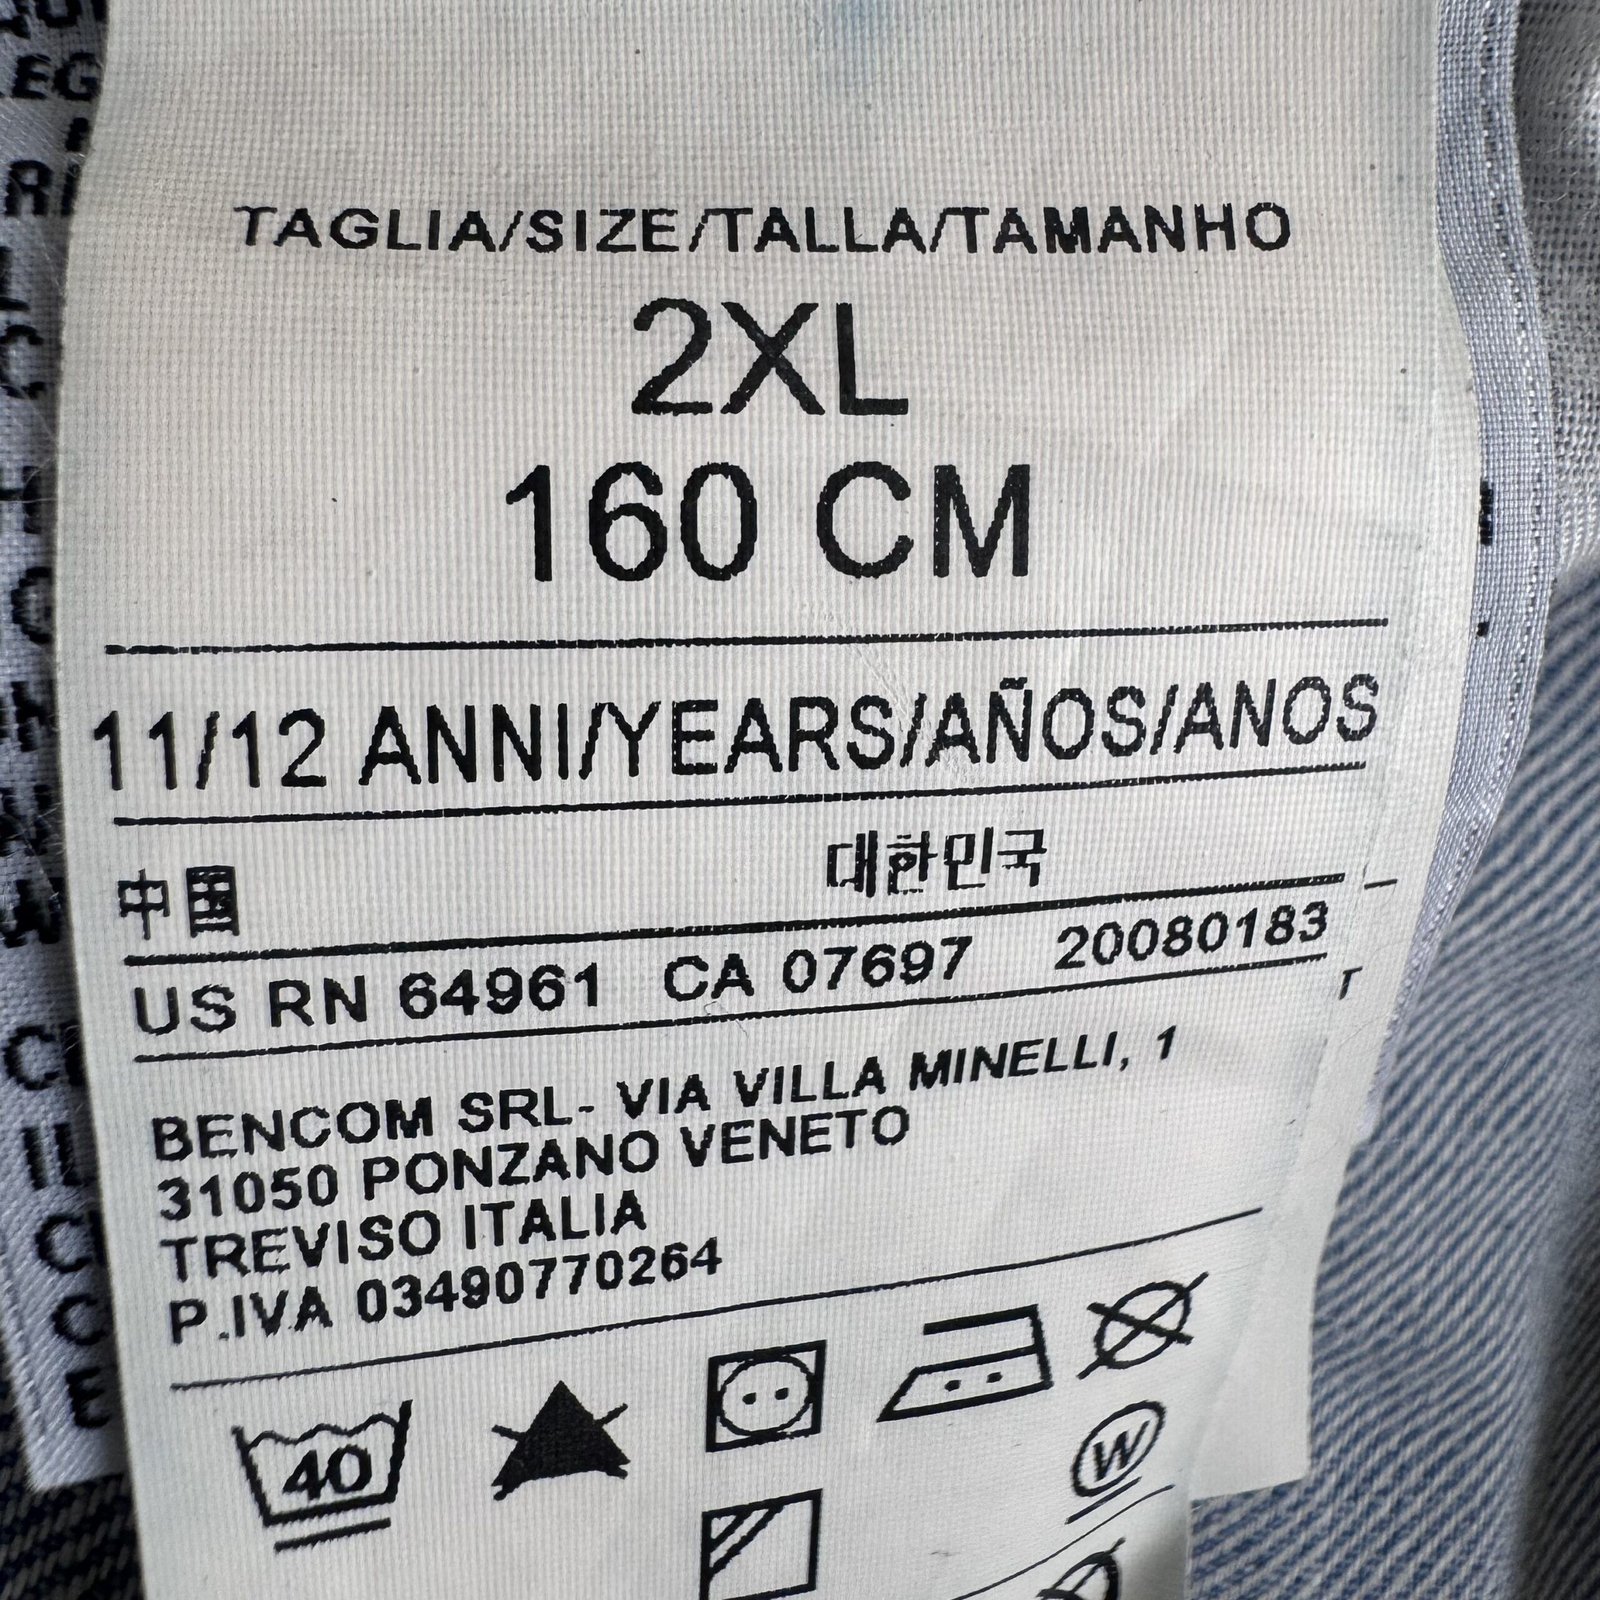 TAGLIA/SIZE/TALLA/TAMANHO
2XL
160 CM
11/12 ANNI/YEARS/AÑOS/ANOS
中国 대한민국
US RN 64961 CA 07697 20080183
BENCOM SRL- VIA VILLA MINELLI, 1
31050 PONZANO VENETO
TREVISO ITALIA
P.IVA 03490770264
40
W